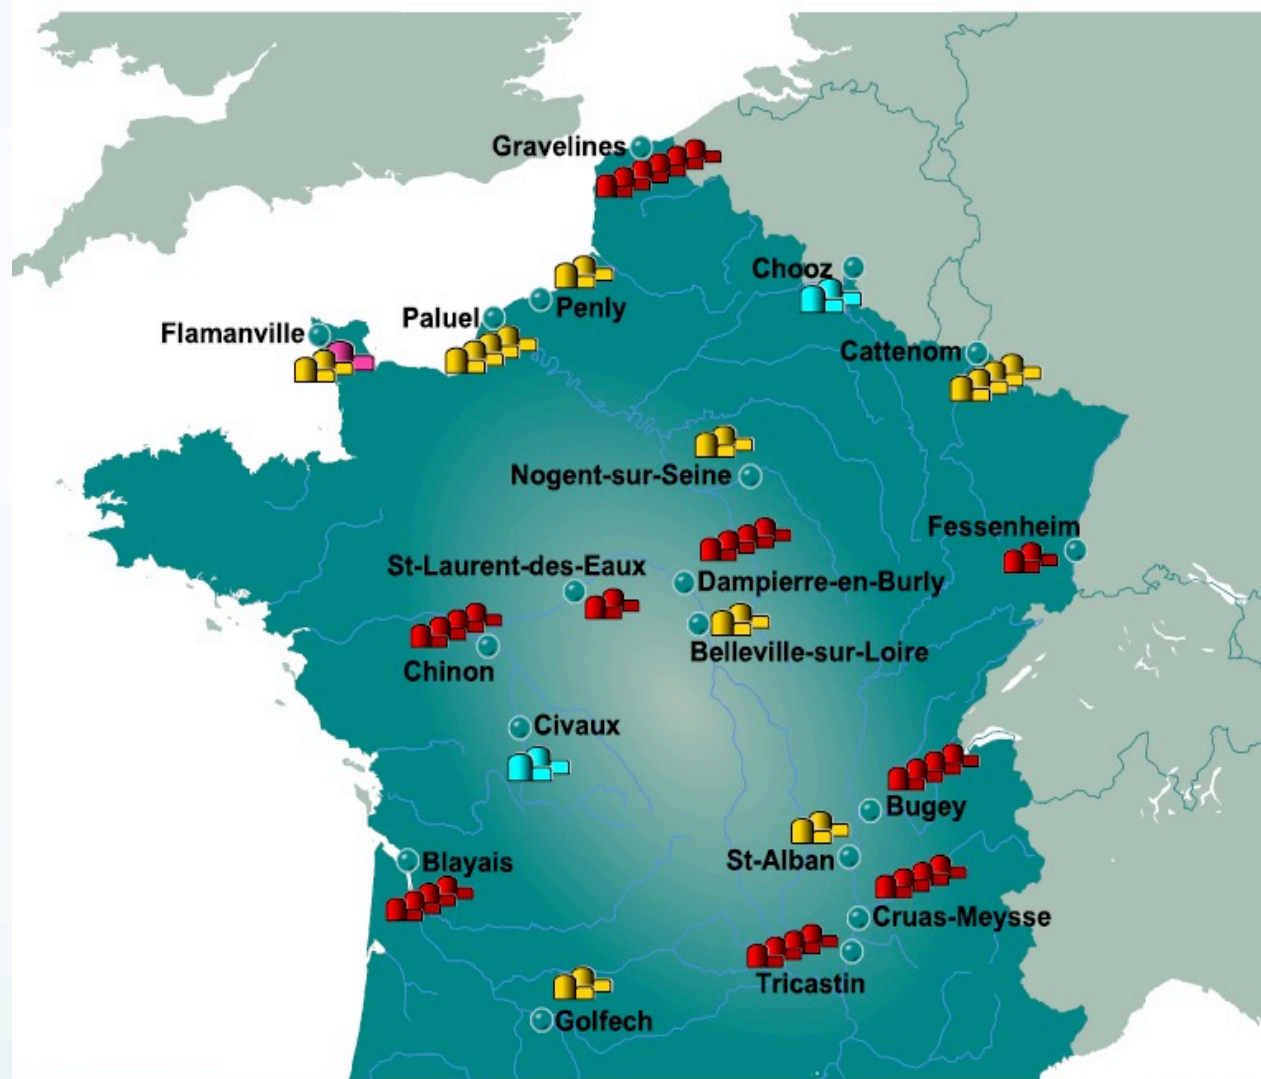 Gravelines
Chooz
Penly
Paluel
Flamanville
Cattenom
Nogent-sur-Seine
Fessenheim
St-Laurent-des-Eaux
Dampierre-en-Burly
Belleville-sur-Loire
Chinon
Civaux
Bugey
St-Alban
Blayais
Cruas-Meysse
Tricastin
Golfech